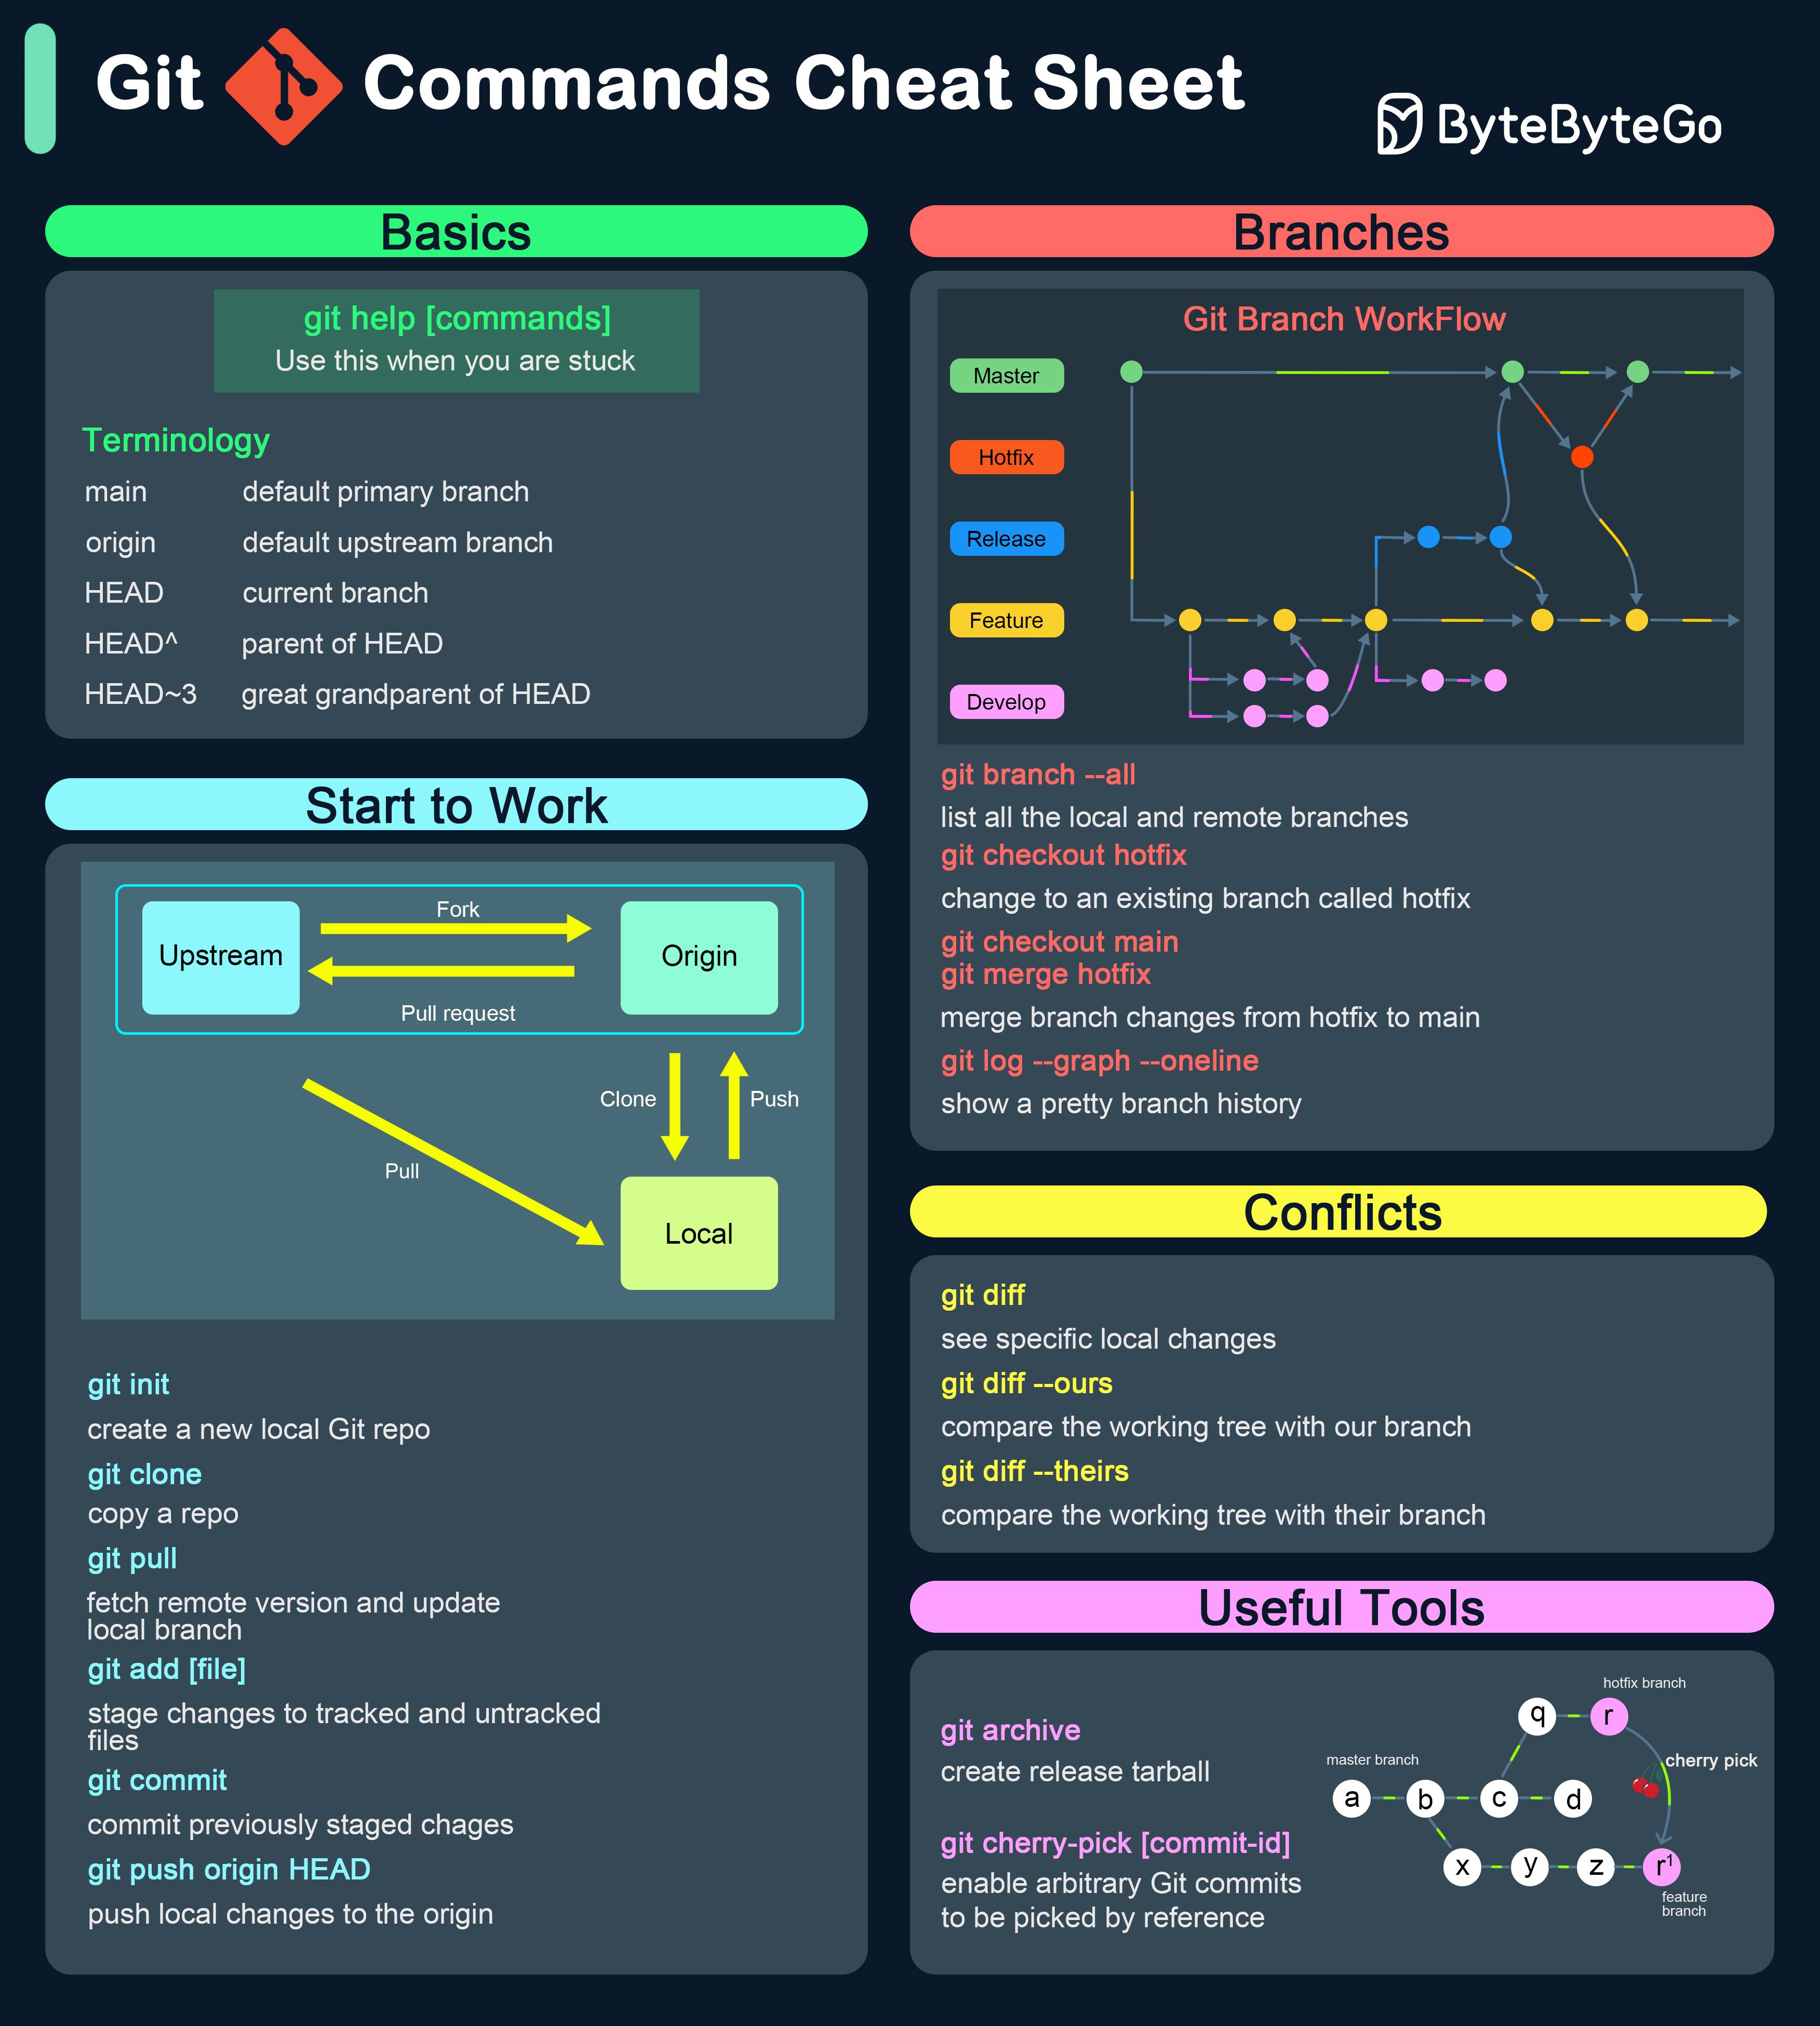 Git Commands Cheat Sheet
ByteByteGo
Basics
git help [commands]
Use this when you are stuck
Terminology
main default primary branch
origin default upstream branch
HEAD current branch
HEAD^ parent of HEAD
HEAD~3 great grandparent of HEAD
Start to Work
Fork
Upstream
Origin
Pull request
Clone
Push
Pull
Local
git init
create a new local Git repo
git clone
copy a repo
git pull
fetch remote version and update
local branch
git add [file]
stage changes to tracked and untracked
files
git commit
commit previously staged chages
git push origin HEAD
push local changes to the origin
Branches
Git Branch WorkFlow
Master
Hotfix
Release
Feature
Develop
git branch --all
list all the local and remote branches
git checkout hotfix
change to an existing branch called hotfix
git checkout main
git merge hotfix
merge branch changes from hotfix to main
git log --graph --oneline
show a pretty branch history
Conflicts
git diff
see specific local changes
git diff --ours
compare the working tree with our branch
git diff --theirs
compare the working tree with their branch
Useful Tools
git archive
create release tarball
git cherry-pick [commit-id]
enable arbitrary Git commits
to be picked by reference
hotfix branch
q r
master branch
cherry pick
a b c d
x y z r¹
feature
branch